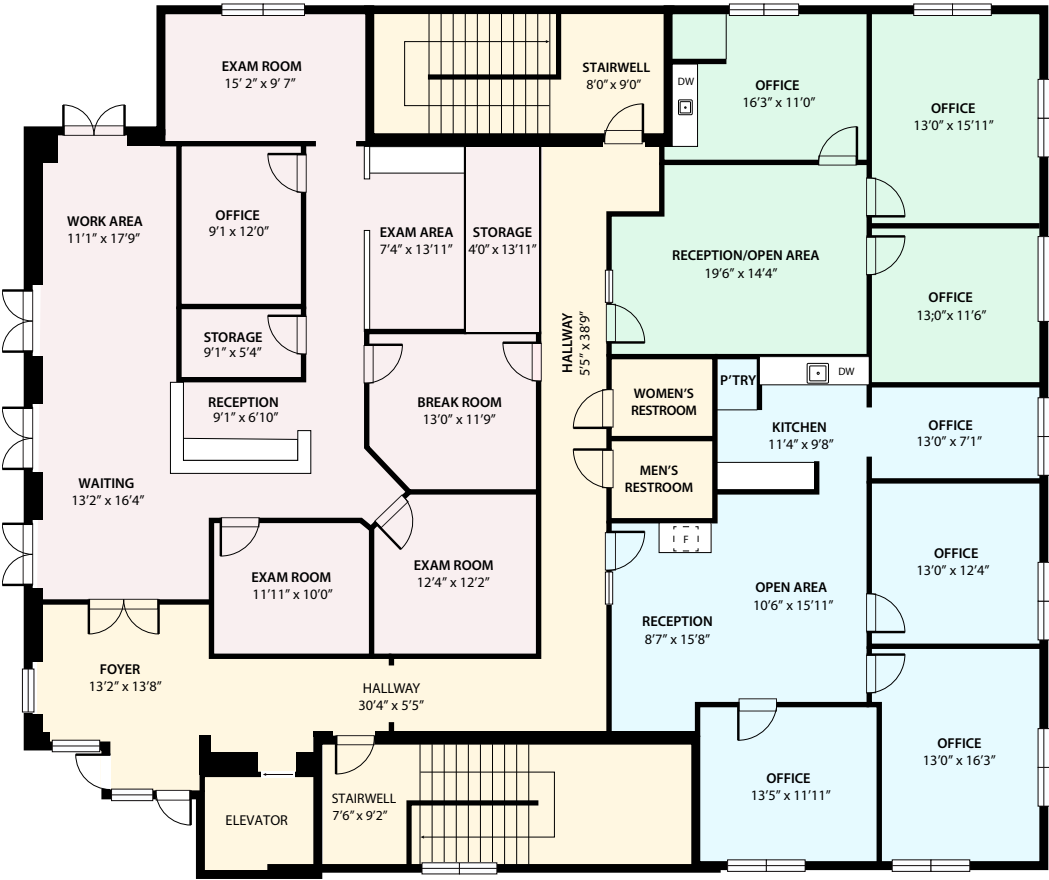 EXAM ROOM
15’ 2” x 9’ 7”
STAIRWELL
8’0” x 9’0”
DW
OFFICE
16’3” x 11’0”
OFFICE
13’0” x 15’11”
WORK AREA
11’1” x 17’9”
OFFICE
9’1 x 12’0”
EXAM AREA
7’4” x 13’11”
STORAGE
4’0” x 13’11”
RECEPTION/OPEN AREA
19’6” x 14’4”
OFFICE
13;0”x 11’6”
HALLWAY
5’5” x 38’9”
STORAGE
9’1” x 5’4”
RECEPTION
9’1” x 6’10”
BREAK ROOM
13’0” x 11’9”
WOMEN’S
RESTROOM
P’TRY
DW
KITCHEN
11’4” x 9’8”
OFFICE
13’0” x 7’1”
WAITING
13’2” x 16’4”
MEN’S
RESTROOM
F
EXAM ROOM
11’11” x 10’0”
EXAM ROOM
12’4” x 12’2”
OFFICE
13’0” x 12’4”
OPEN AREA
10’6” x 15’11”
RECEPTION
8’7” x 15’8”
FOYER
13’2” x 13’8”
HALLWAY
30’4” x 5’5”
OFFICE
13’0” x 16’3”
OFFICE
13’5” x 11’11”
STAIRWELL
7’6” x 9’2”
ELEVATOR